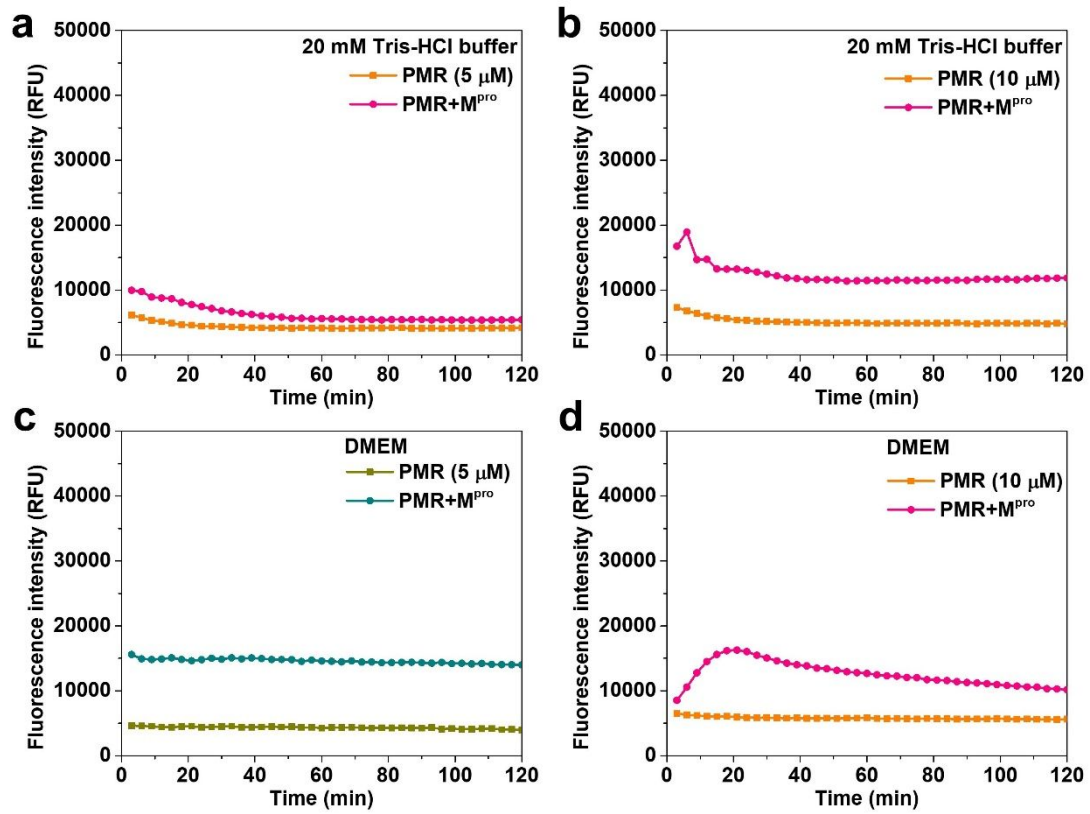 a
50000
40000
30000
20000
10000
0
Fluorescence intensity (RFU)
20 mM Tris-HCl buffer
PMR (5 μM)
PMR+M^pro
0 20 40 60 80 100 120
Time (min)
b
50000
40000
30000
20000
10000
0
Fluorescence intensity (RFU)
20 mM Tris-HCl buffer
PMR (10 μM)
PMR+M^pro
0 20 40 60 80 100 120
Time (min)
c
50000
40000
30000
20000
10000
0
Fluorescence intensity (RFU)
DMEM
PMR (5 μM)
PMR+M^pro
0 20 40 60 80 100 120
Time (min)
d
50000
40000
30000
20000
10000
0
Fluorescence intensity (RFU)
DMEM
PMR (10 μM)
PMR+M^pro
0 20 40 60 80 100 120
Time (min)